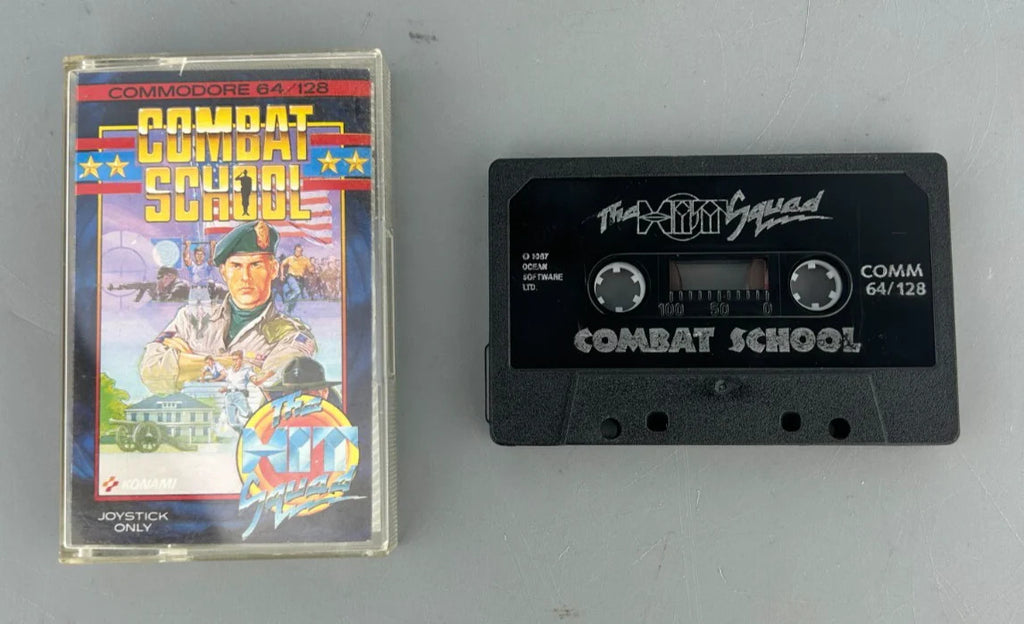 COMMODORE 64/128
COMBAT
SCHOOL
The
HIT
Squad
KONAMI
JOYSTICK
ONLY
The HIT Squad
© 1987
OCEAN
SOFTWARE
LTD.
COMM
64/128
100 50 0
COMBAT SCHOOL